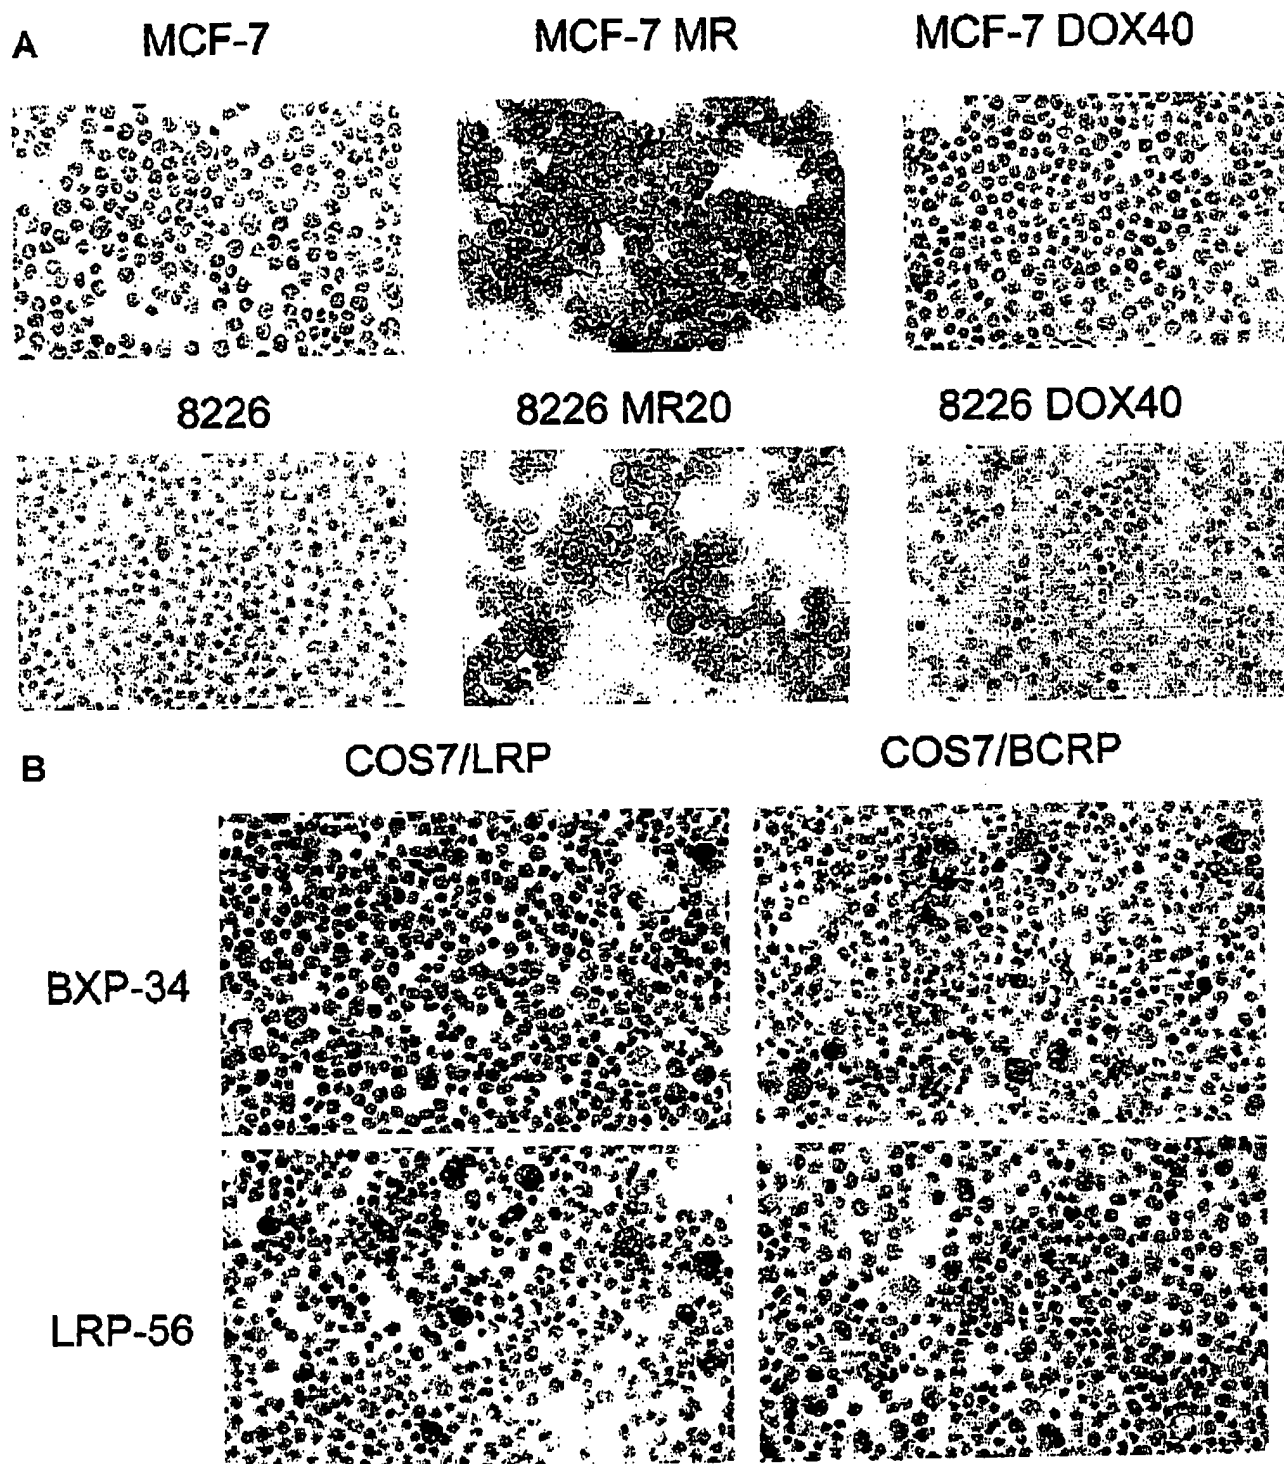 A MCF-7 MCF-7 MR MCF-7 DOX40
8226 8226 MR20 8226 DOX40
B COS7/LRP COS7/BCRP
BXP-34
LRP-56